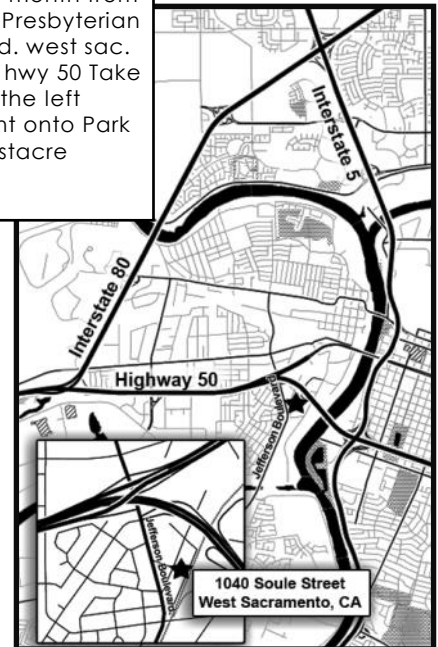 month from
Presbyterian
d. west sac.
hwy 50 Take
the left
nt onto Park
stacre
Interstate 5
Interstate 80
Highway 50
Jefferson Boulevard
Jefferson Boulevard
1040 Soule Street
West Sacramento, CA